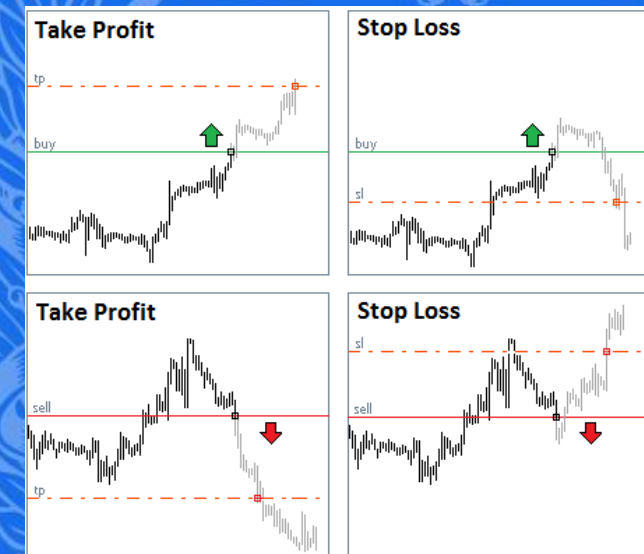 Take Profit
tp
buy
Stop Loss
buy
sl
Take Profit
sell
tp
Stop Loss
sl
sell